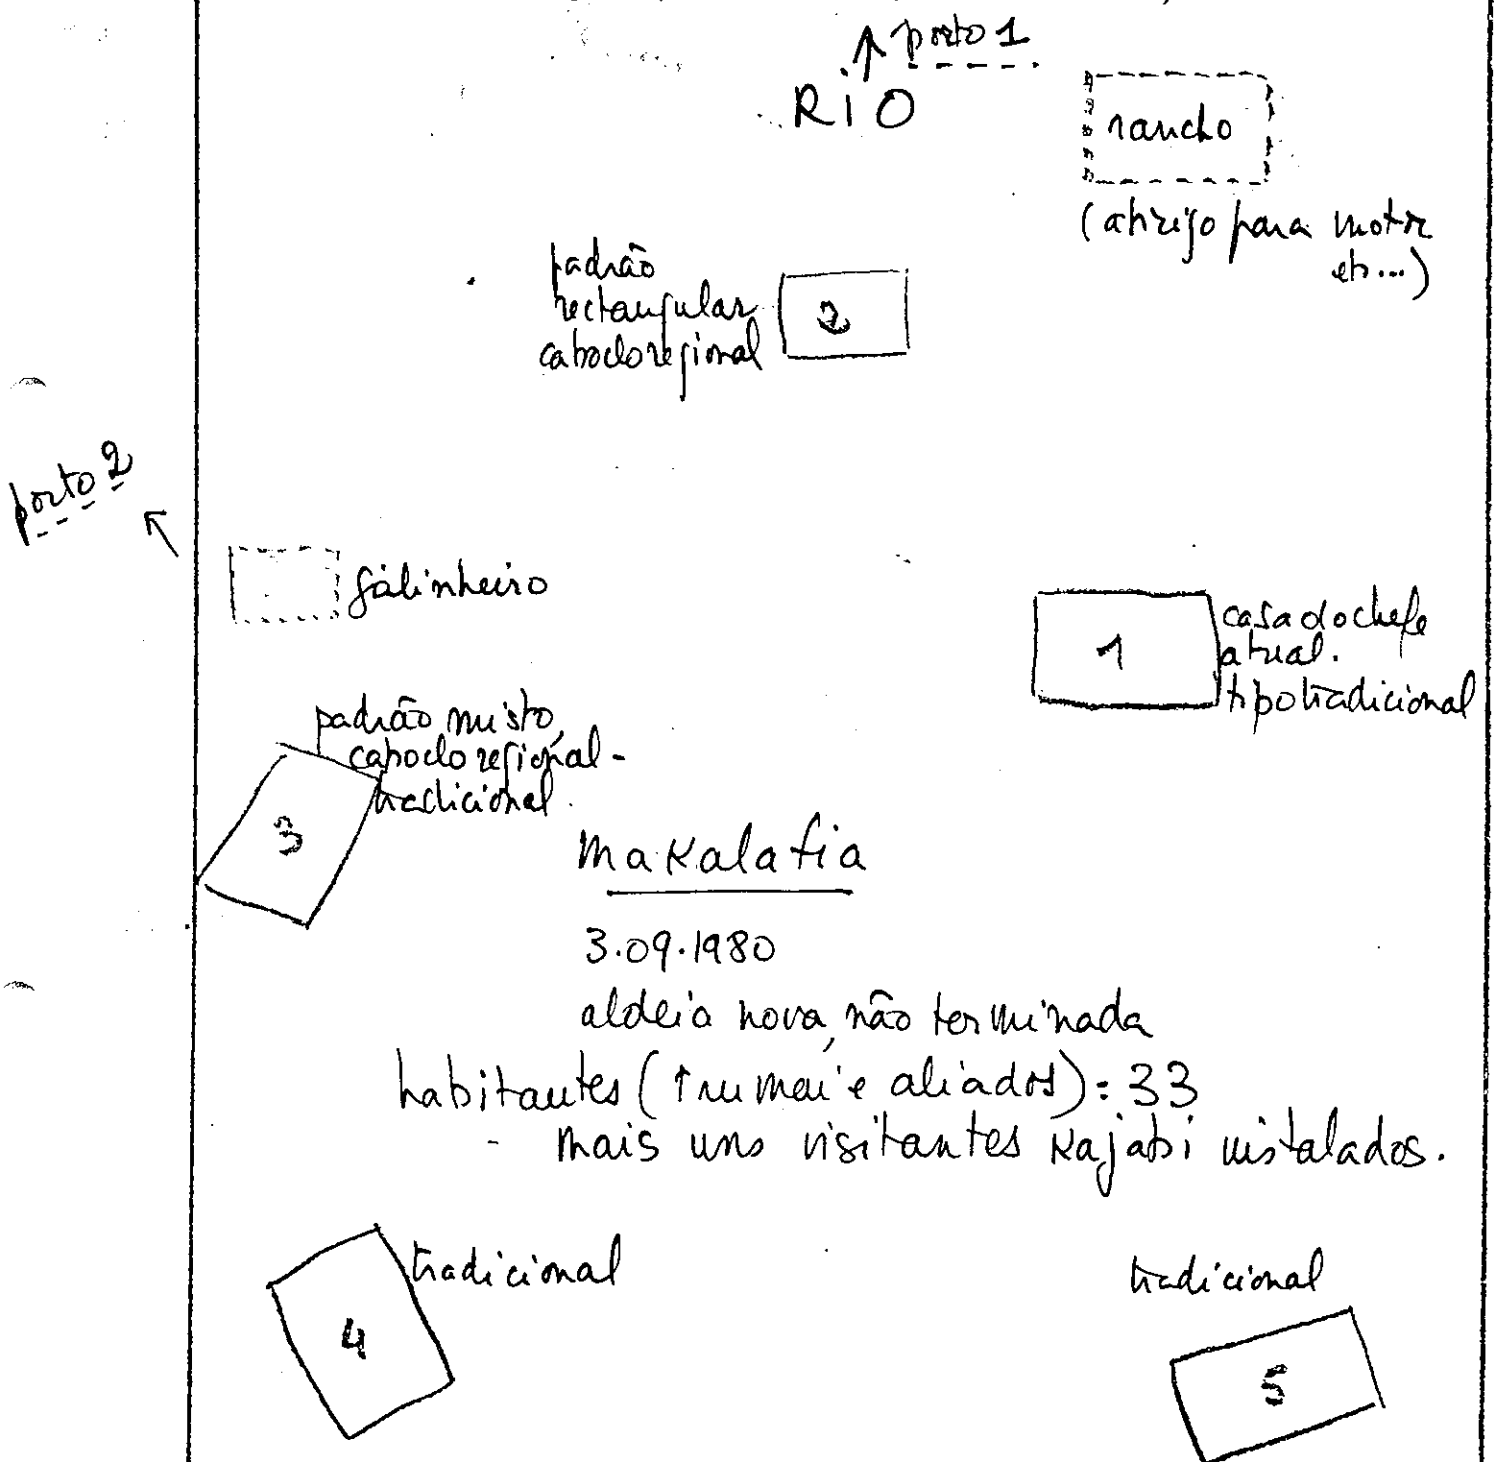 ↑ porto 1
RIO
rancho
(abrigo para motor
etc...)
padrão
rectangular
caboclo regional
2
porto 2
galinheiro
1
casa do chefe
atual.
tipo tradicional
padrão misto,
caboclo regional-
tradicional.
3
Makalafia
3.09.1980
aldeia nova, não terminada
habitantes (Trumai e aliados): 33
mais uns visitantes Kajabi instalados.
tradicional
4
tradicional
5